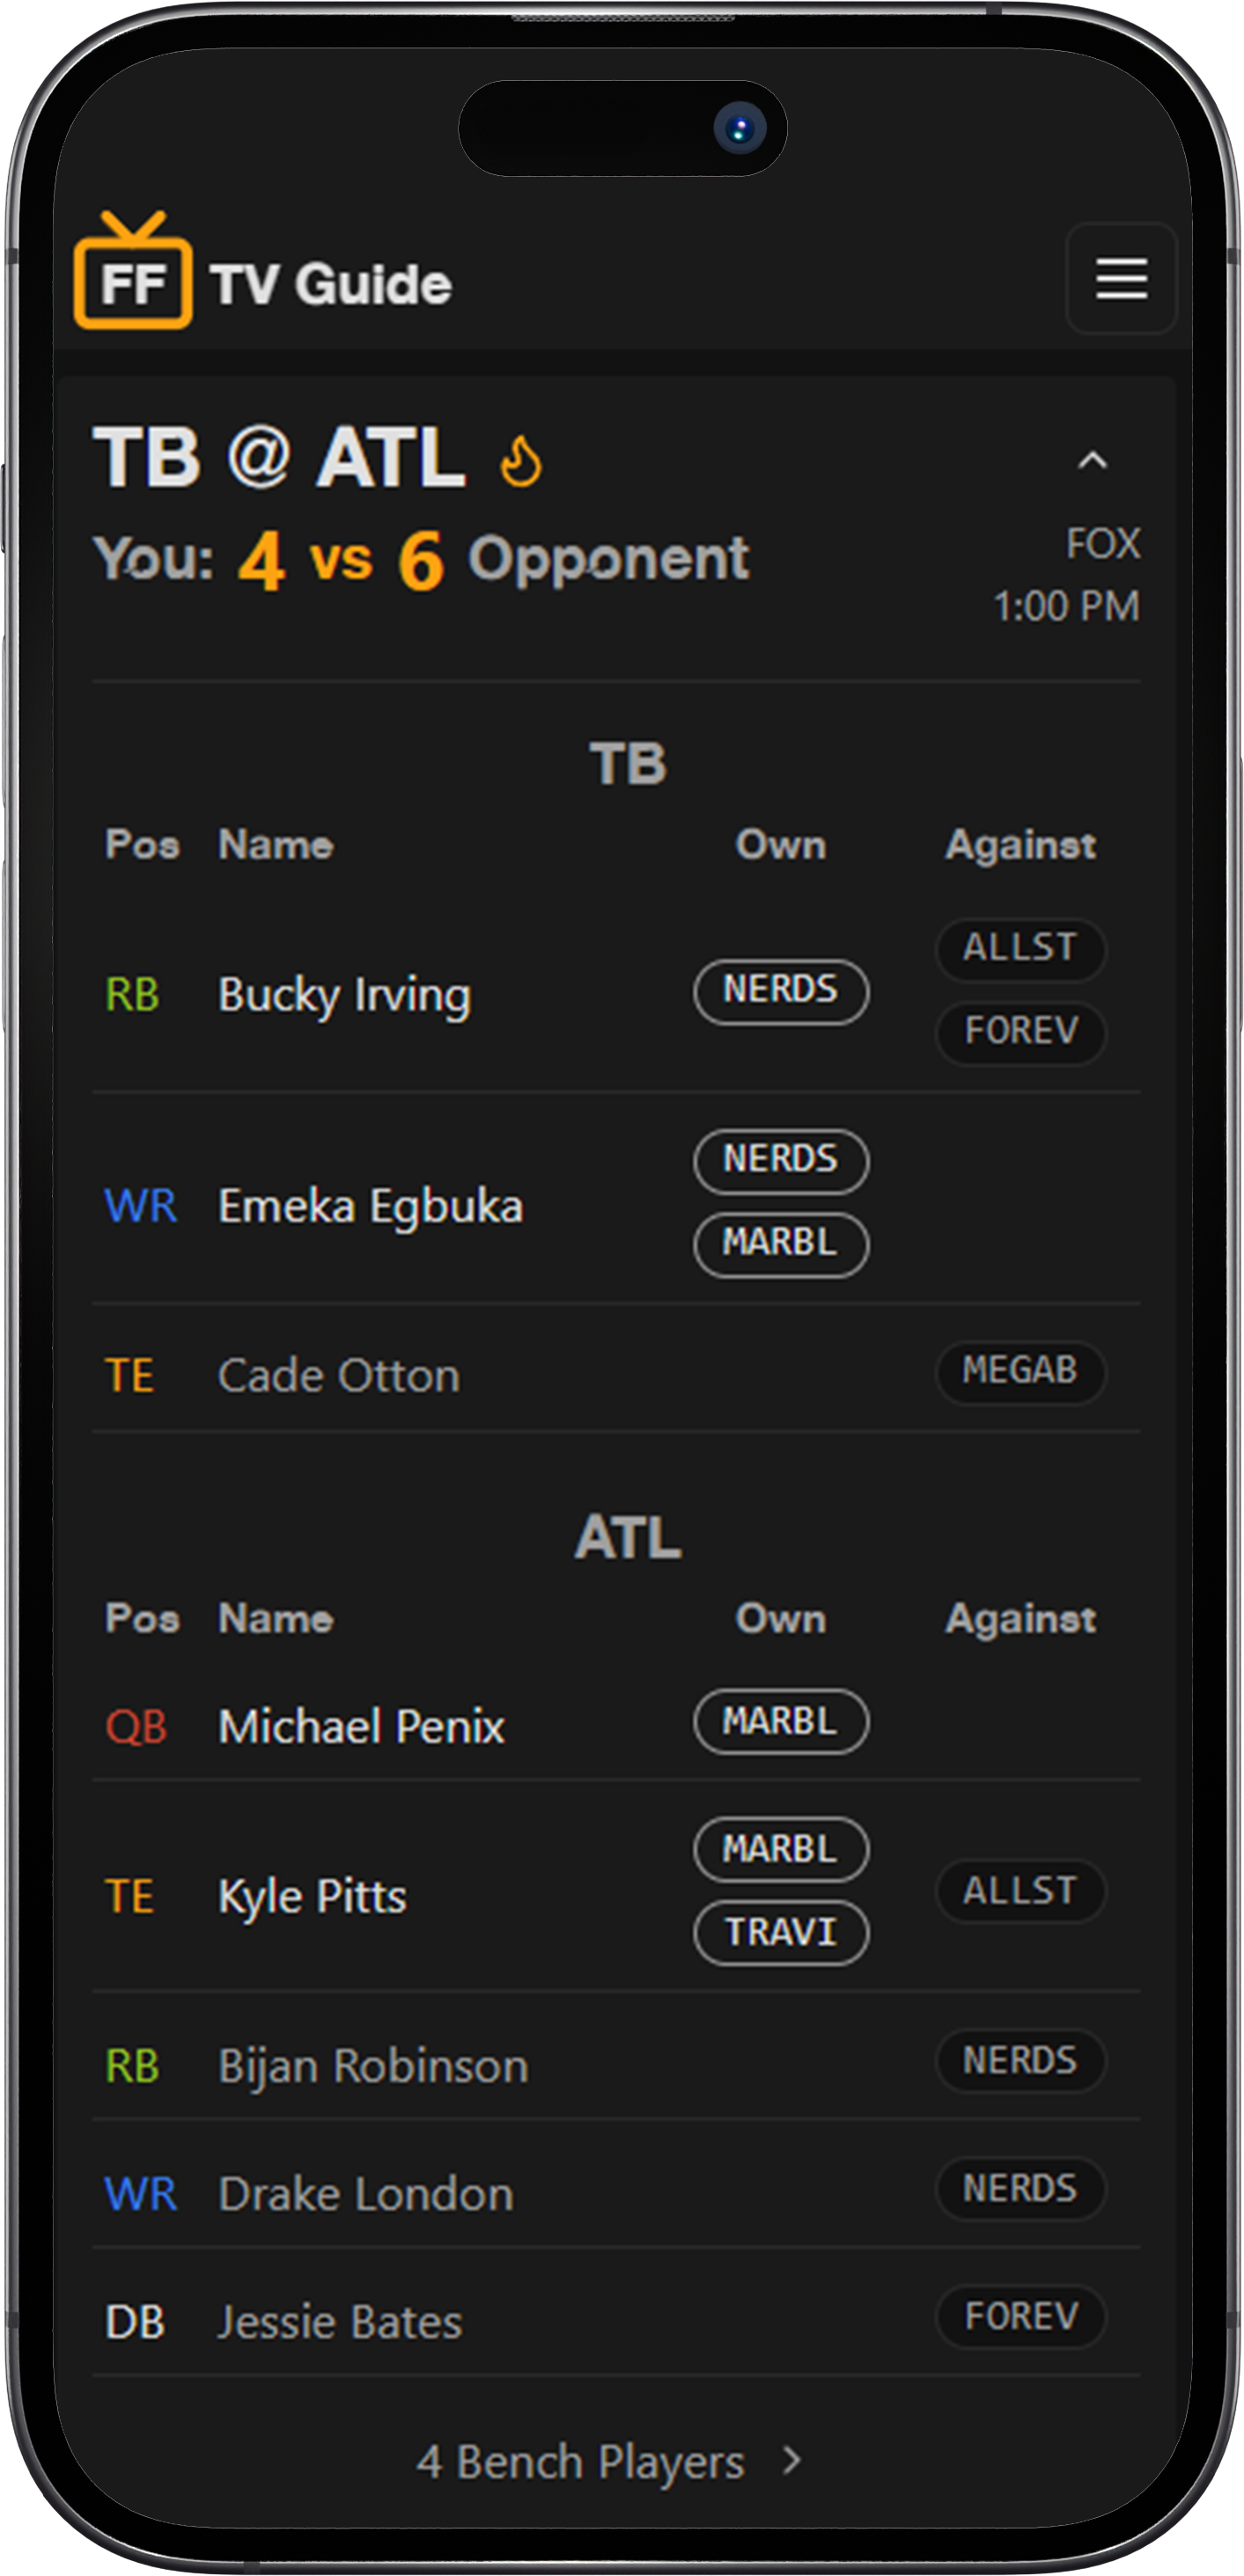 FF TV Guide
TB @ ATL
You: 4 vs 6 Opponent
FOX
1:00 PM
TB
Pos Name Own Against
RB Bucky Irving NERDS ALLST
FOREV
WR Emeka Egbuka NERDS
MARBL
TE Cade Otton MEGAB
ATL
Pos Name Own Against
QB Michael Penix MARBL
TE Kyle Pitts MARBL ALLST
TRAVI
RB Bijan Robinson NERDS
WR Drake London NERDS
DB Jessie Bates FOREV
4 Bench Players >